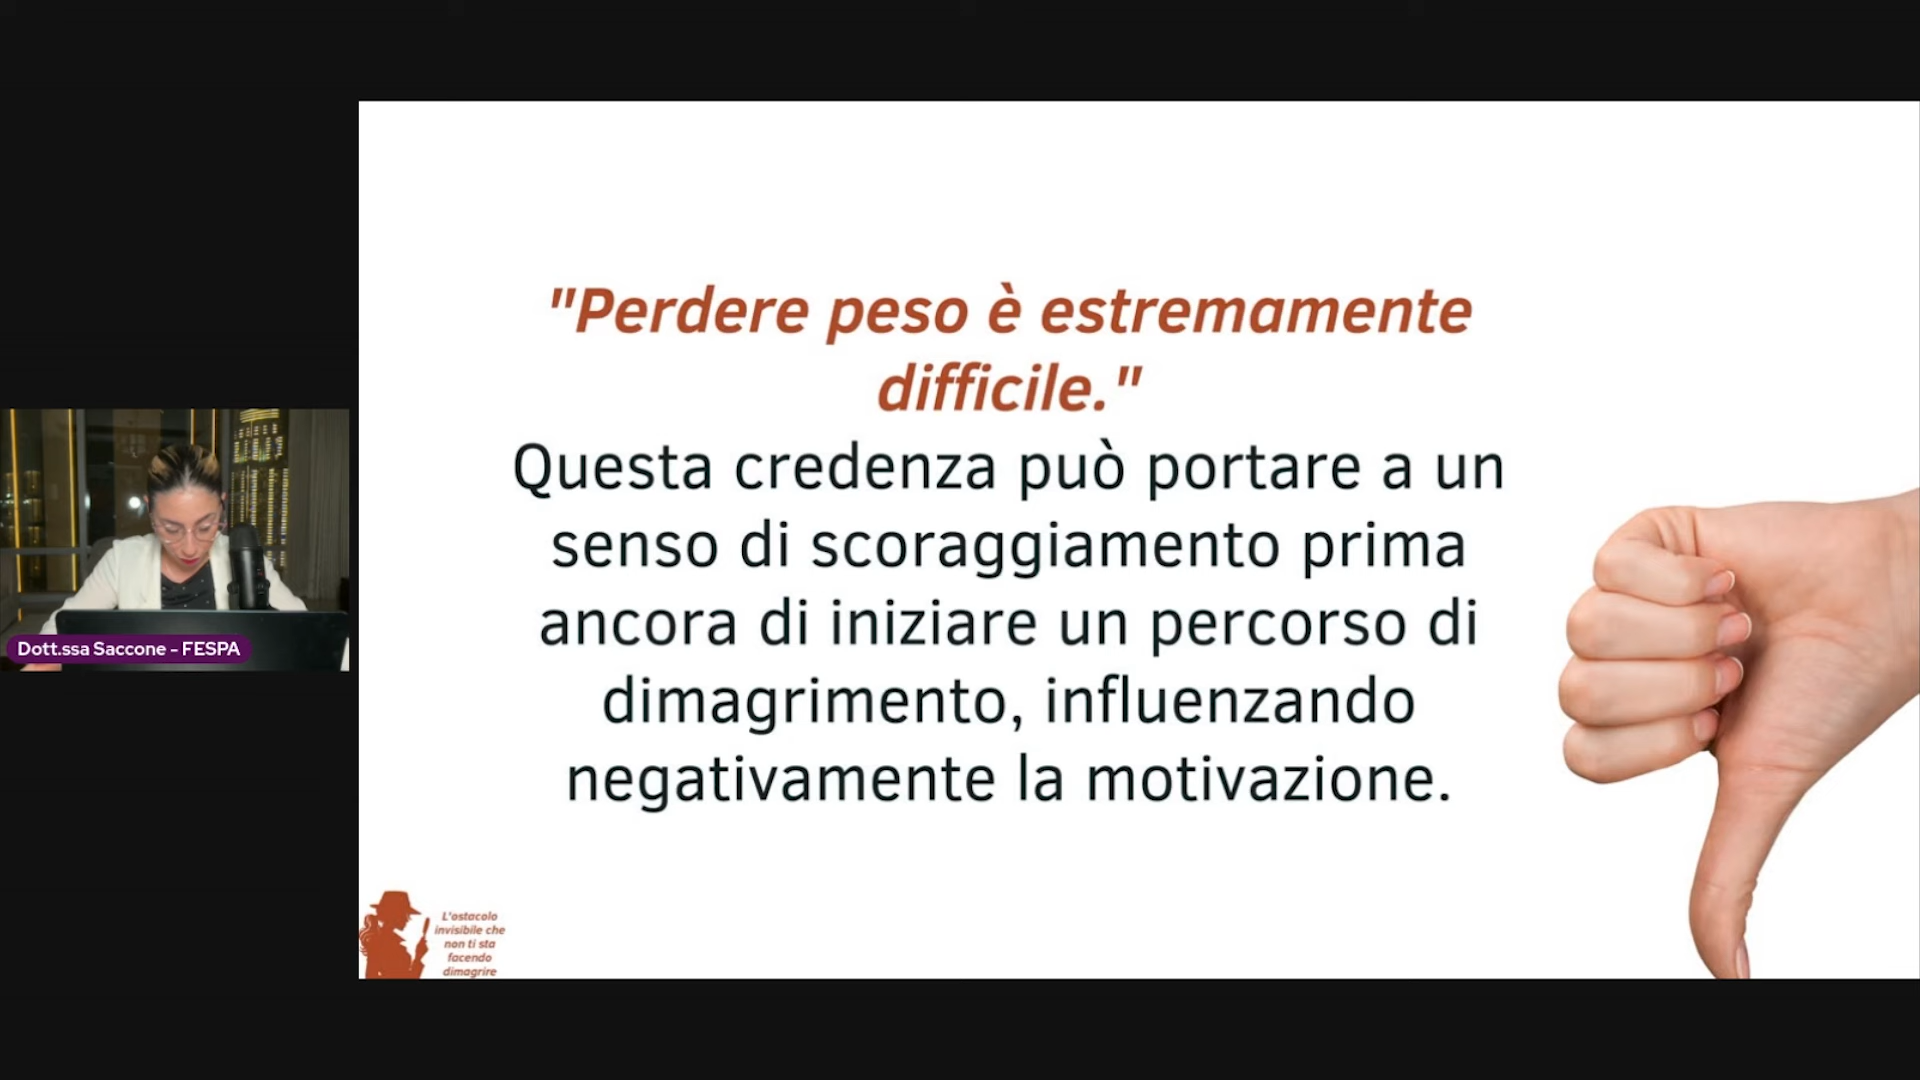 "Perdere peso è estremamente
difficile."
Questa credenza può portare a un
senso di scoraggiamento prima
ancora di iniziare un percorso di
dimagrimento, influenzando
negativamente la motivazione.
Dott.ssa Saccone - FESPA
L'ostacolo
invisibile che
non ti sta
facendo
dimagrire